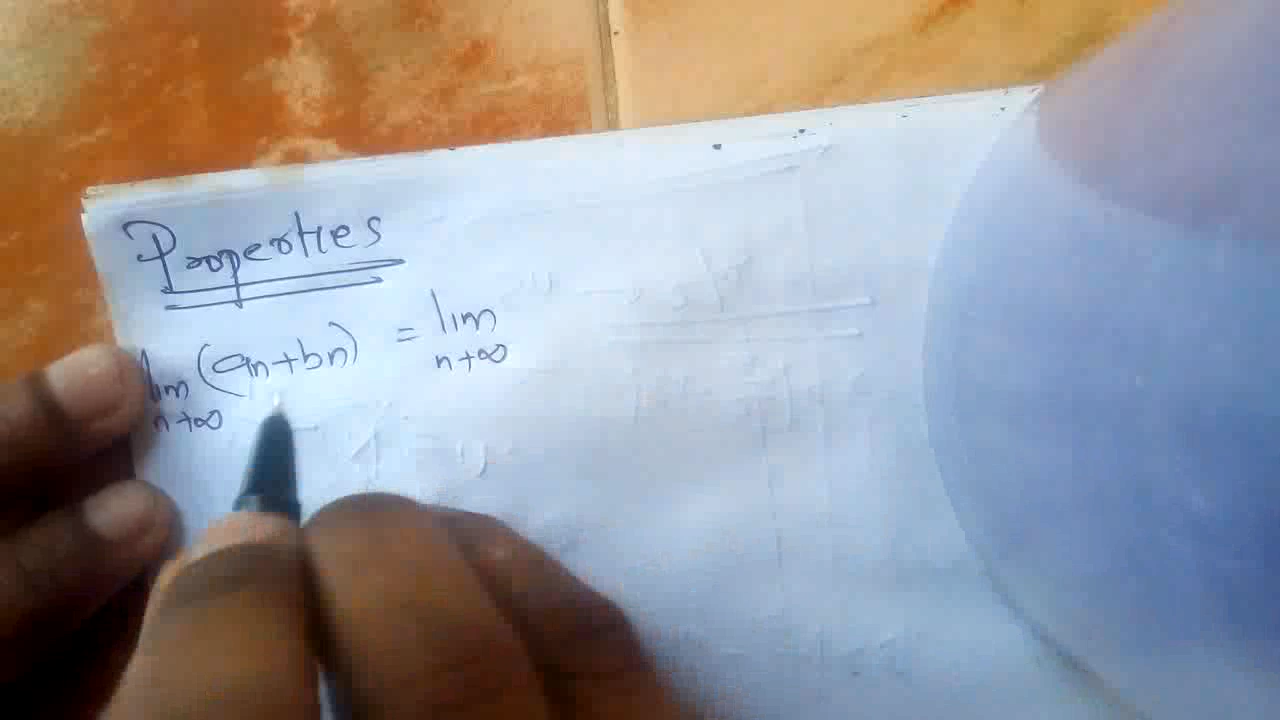 Properties
lim (an+bn) = lim
n→∞ n→∞